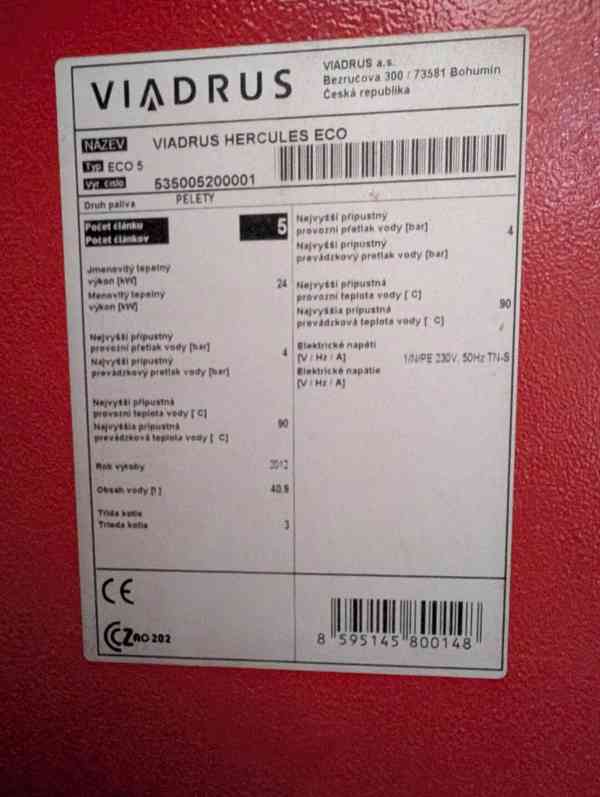 VIADRUS
VIADRUS a.s.
Bezručova 300 / 73581 Bohumín
Česká republika
NÁZEV VIADRUS HERCULES ECO
Typ ECO 5
Výr. číslo 535005200001
Druh paliva PELETY
Počet článků
Počet článkov 5
Jmenovitý tepelný
výkon [kW] 24
Menovitý tepelný
výkon [kW]
Nejvyšší přípustný
provozní přetlak vody [bar] 4
Najvyšší prípustný
prevádzkový pretlak vody [bar]
Nejvyšší přípustná
provozní teplota vody [ C]
Najvyššia prípustná 90
prevádzková teplota vody [ C]
Rok výroby 2012
Obsah vody [l] 40.9
Třída kotle
Trieda kotla 3
Nejvyšší přípustný
provozní přetlak vody [bar] 4
Najvyšší prípustný
prevádzkový pretlak vody [bar]
Nejvyšší přípustná
provozní teplota vody [ C] 90
Najvyššia prípustná
prevádzková teplota vody [ C]
Elektrické napětí
[V / Hz / A] 1/N/PE 230V, 50Hz TN-S
Elektrické napätie
[V / Hz / A]
CE
CCZ AO 202
8 595145 800148